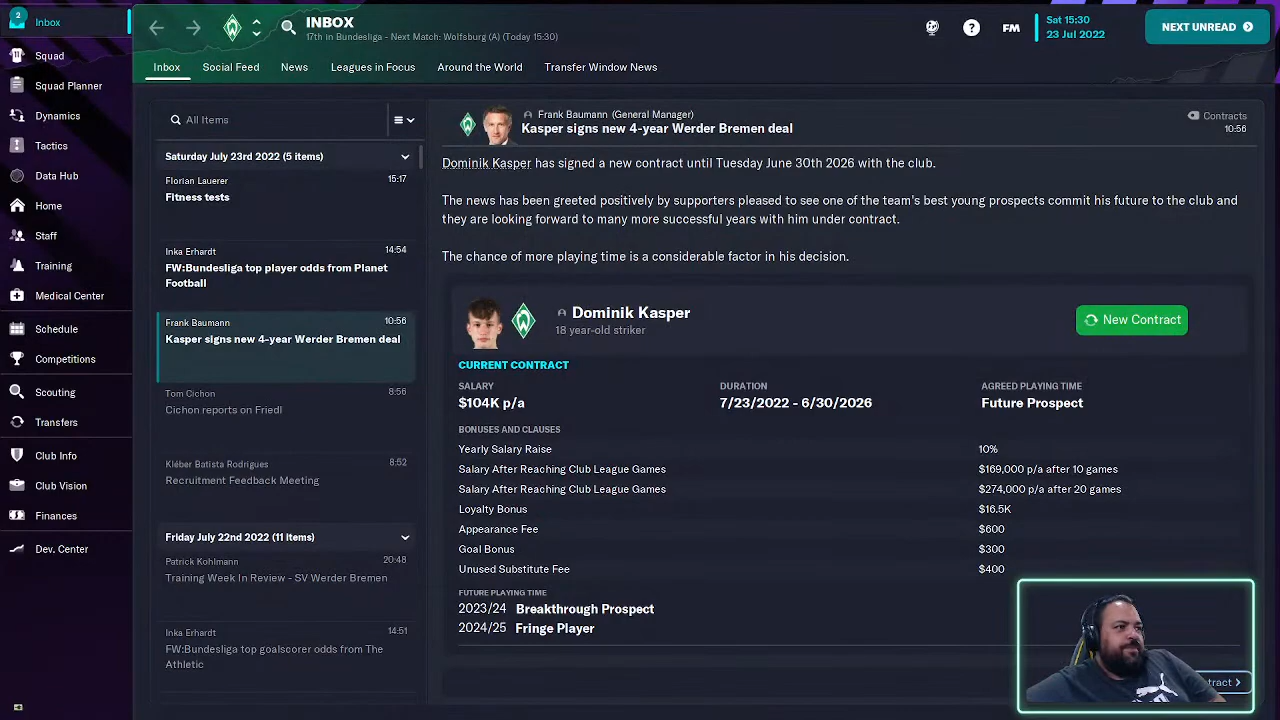 2
Inbox
Squad
Squad Planner
Dynamics
Tactics
Data Hub
Home
Staff
Training
Medical Center
Schedule
Competitions
Scouting
Transfers
Club Info
Club Vision
Finances
Dev. Center
INBOX
17th in Bundesliga - Next Match: Wolfsburg (A) (Today 15:30)
?
FM
Sat 15:30
23 Jul 2022
NEXT UNREAD
Inbox
Social Feed
News
Leagues in Focus
Around the World
Transfer Window News
All Items
Saturday July 23rd 2022 (5 items)
Florian Lauerer 15:17
Fitness tests
Inka Erhardt 14:54
FW:Bundesliga top player odds from Planet
Football
Frank Baumann 10:56
Kasper signs new 4-year Werder Bremen deal
Tom Cichon 8:56
Cichon reports on Friedl
Kléber Batista Rodrigues 8:52
Recruitment Feedback Meeting
Friday July 22nd 2022 (11 items)
Patrick Kohlmann 20:48
Training Week In Review - SV Werder Bremen
Inka Erhardt 14:51
FW:Bundesliga top goalscorer odds from The
Athletic
Frank Baumann (General Manager)
Kasper signs new 4-year Werder Bremen deal
Contracts
10:56
Dominik Kasper has signed a new contract until Tuesday June 30th 2026 with the club.
The news has been greeted positively by supporters pleased to see one of the team's best young prospects commit his future to the club and
they are looking forward to many more successful years with him under contract.
The chance of more playing time is a considerable factor in his decision.
Dominik Kasper
18 year-old striker
New Contract
CURRENT CONTRACT
SALARY DURATION AGREED PLAYING TIME
$104K p/a 7/23/2022 - 6/30/2026 Future Prospect
BONUSES AND CLAUSES
Yearly Salary Raise 10%
Salary After Reaching Club League Games $169,000 p/a after 10 games
Salary After Reaching Club League Games $274,000 p/a after 20 games
Loyalty Bonus $16.5K
Appearance Fee $600
Goal Bonus $300
Unused Substitute Fee $400
FUTURE PLAYING TIME
2023/24 Breakthrough Prospect
2024/25 Fringe Player